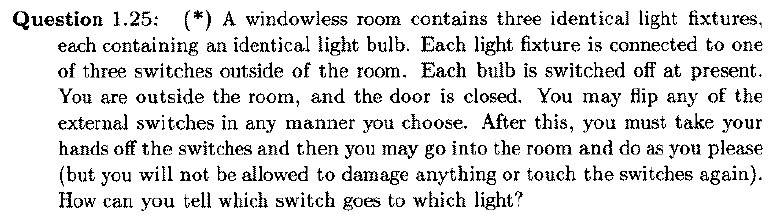 Question 1.25: (*) A windowless room contains three identical light fixtures,
each containing an identical light bulb. Each light fixture is connected to one
of three switches outside of the room. Each bulb is switched off at present.
You are outside the room, and the door is closed. You may flip any of the
external switches in any manner you choose. After this, you must take your
hands off the switches and then you may go into the room and do as you please
(but you will not be allowed to damage anything or touch the switches again).
How can you tell which switch goes to which light?